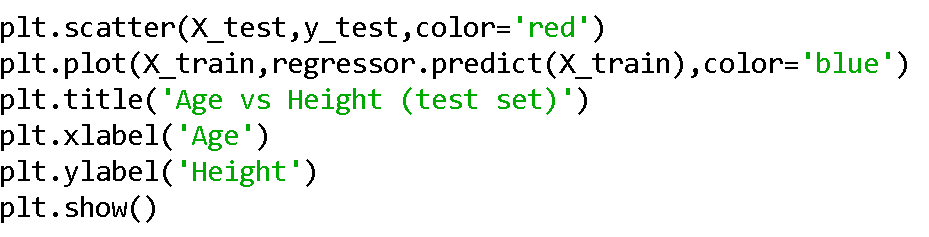 plt.scatter(X_test,y_test,color='red')
plt.plot(X_train,regressor.predict(X_train),color='blue')
plt.title('Age vs Height (test set)')
plt.xlabel('Age')
plt.ylabel('Height')
plt.show()